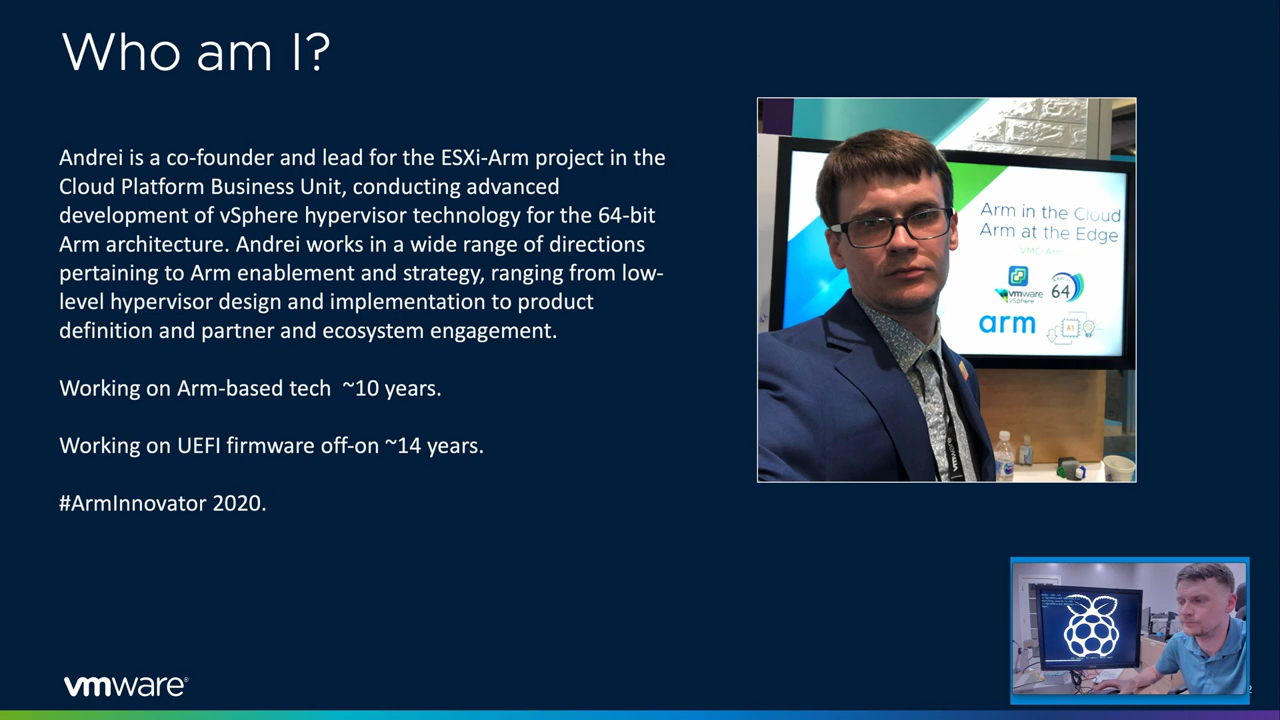 Who am I?
Andrei is a co-founder and lead for the ESXi-Arm project in the
Cloud Platform Business Unit, conducting advanced
development of vSphere hypervisor technology for the 64-bit
Arm architecture. Andrei works in a wide range of directions
pertaining to Arm enablement and strategy, ranging from low-
level hypervisor design and implementation to product
definition and partner and ecosystem engagement.
Working on Arm-based tech ~10 years.
Working on UEFI firmware off-on ~14 years.
#ArmInnovator 2020.
Arm in the Cloud
Arm at the Edge
vmware
vSphere
64
arm
A1
vmware
vmware®
2